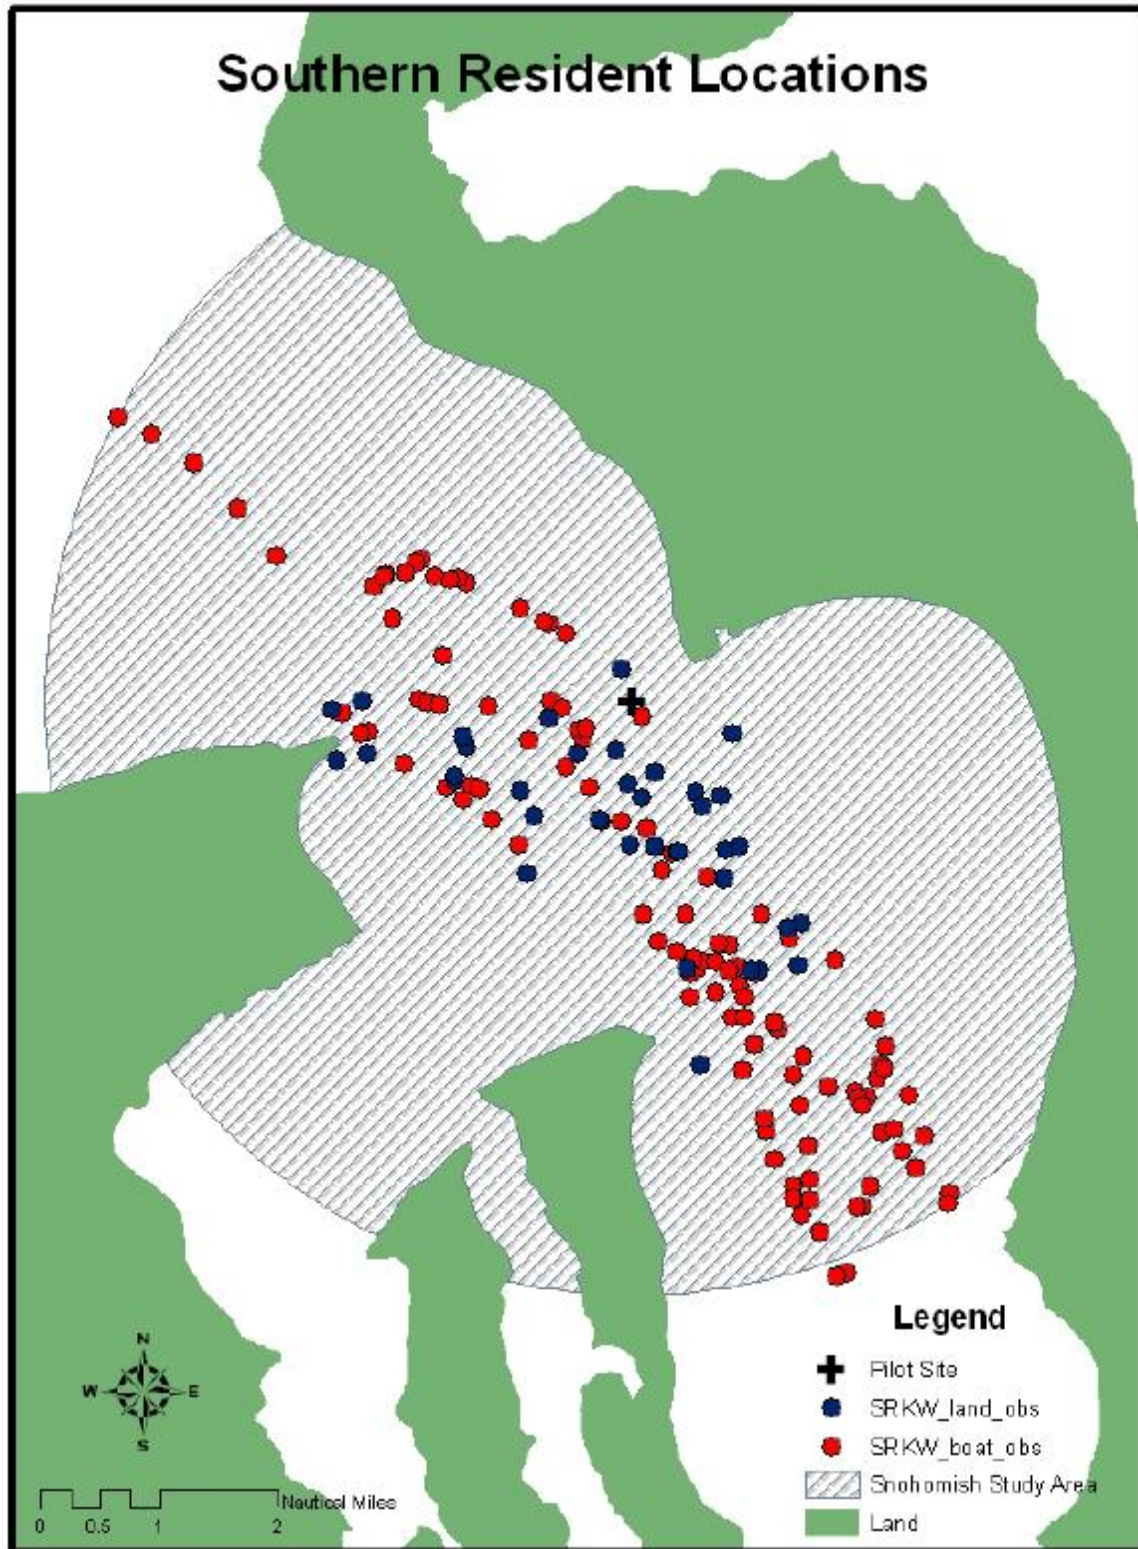 Southern Resident Locations
Legend
Pilot Site
SRKW_land_obs
SRKW_boat_obs
Snohomish Study Area
Land
N
W
E
S
Nautical Miles
0 0.5 1 2